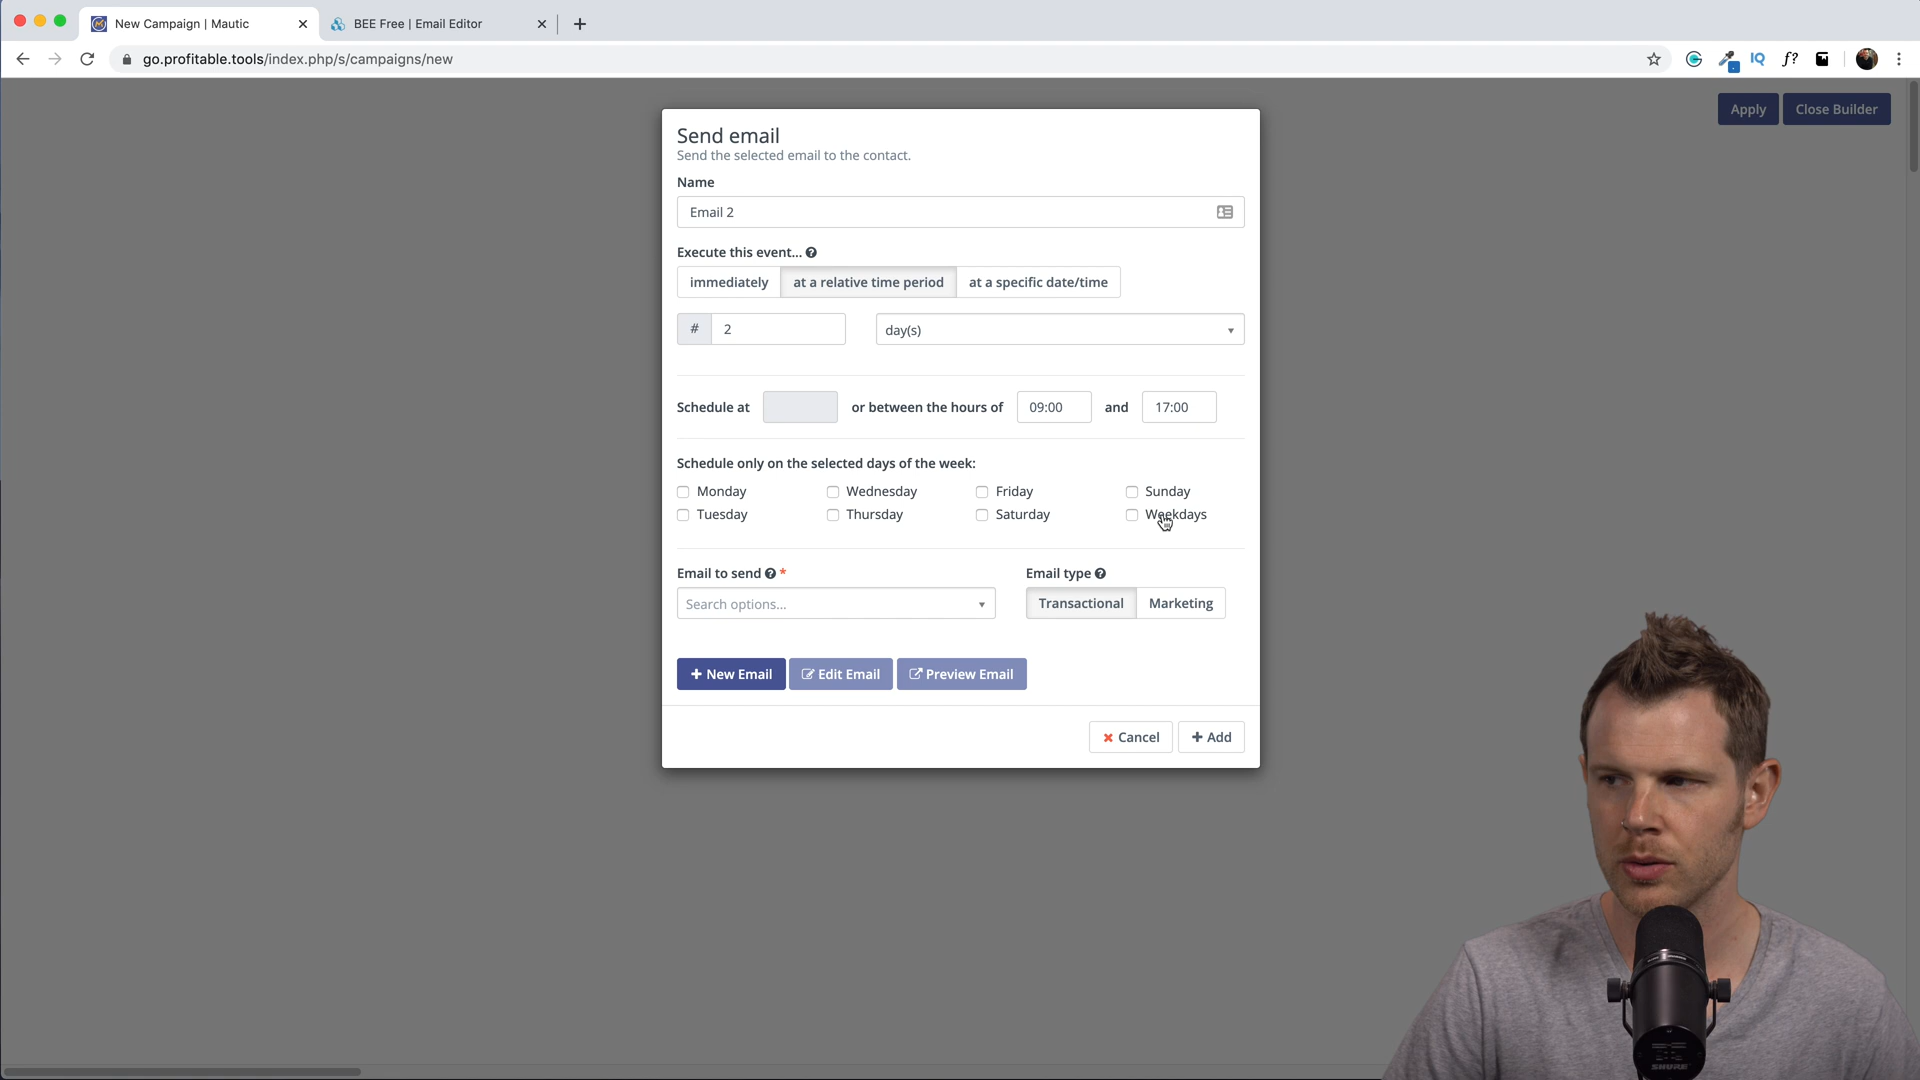 New Campaign | Mautic
BEE Free | Email Editor
go.profitable.tools/index.php/s/campaigns/new
IQ
f?
Apply
Close Builder
Send email
Send the selected email to the contact.
Name
Email 2
Execute this event...
immediately
at a relative time period
at a specific date/time
#
2
day(s)
Schedule at
or between the hours of
09:00
and
17:00
Schedule only on the selected days of the week:
Monday
Wednesday
Friday
Sunday
Tuesday
Thursday
Saturday
Weekdays
Email to send *
Email type
Search options...
Transactional
Marketing
+ New Email
Edit Email
Preview Email
Cancel
+ Add
SHURE